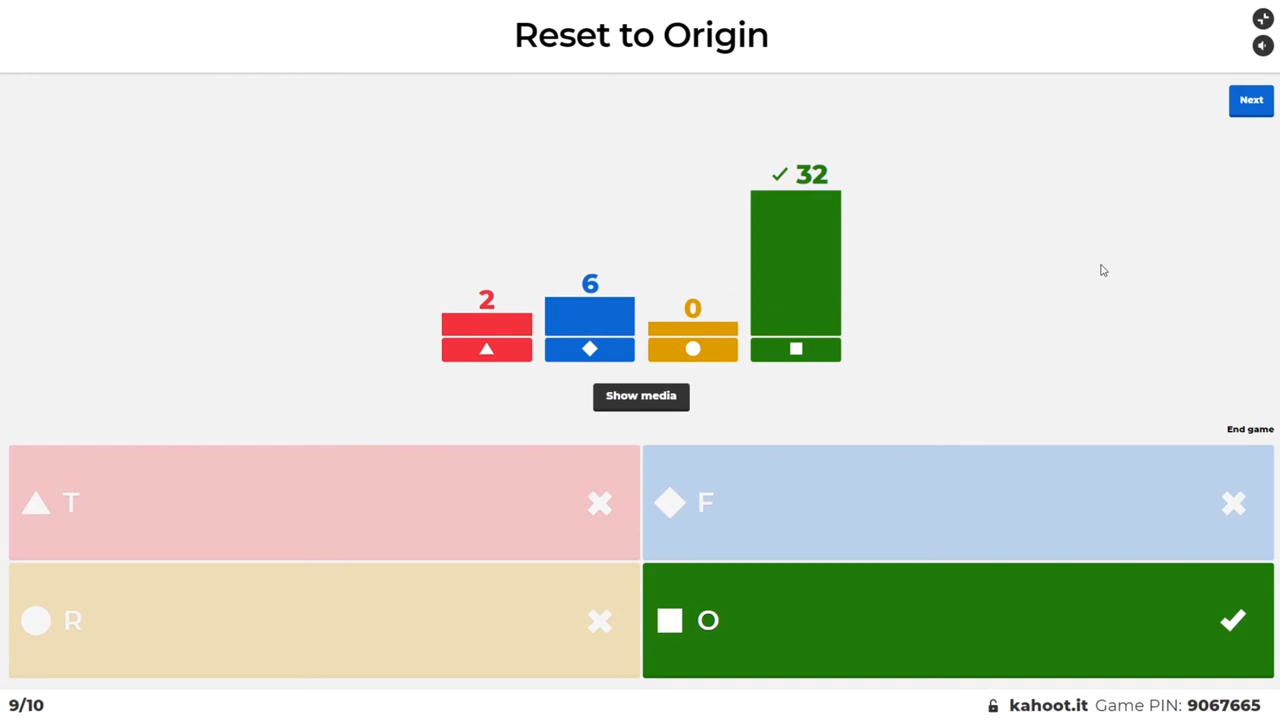 Reset to Origin
Next
32
2
6
0
Show media
End game
T
F
R
O
9/10
kahoot.it Game PIN: 9067665